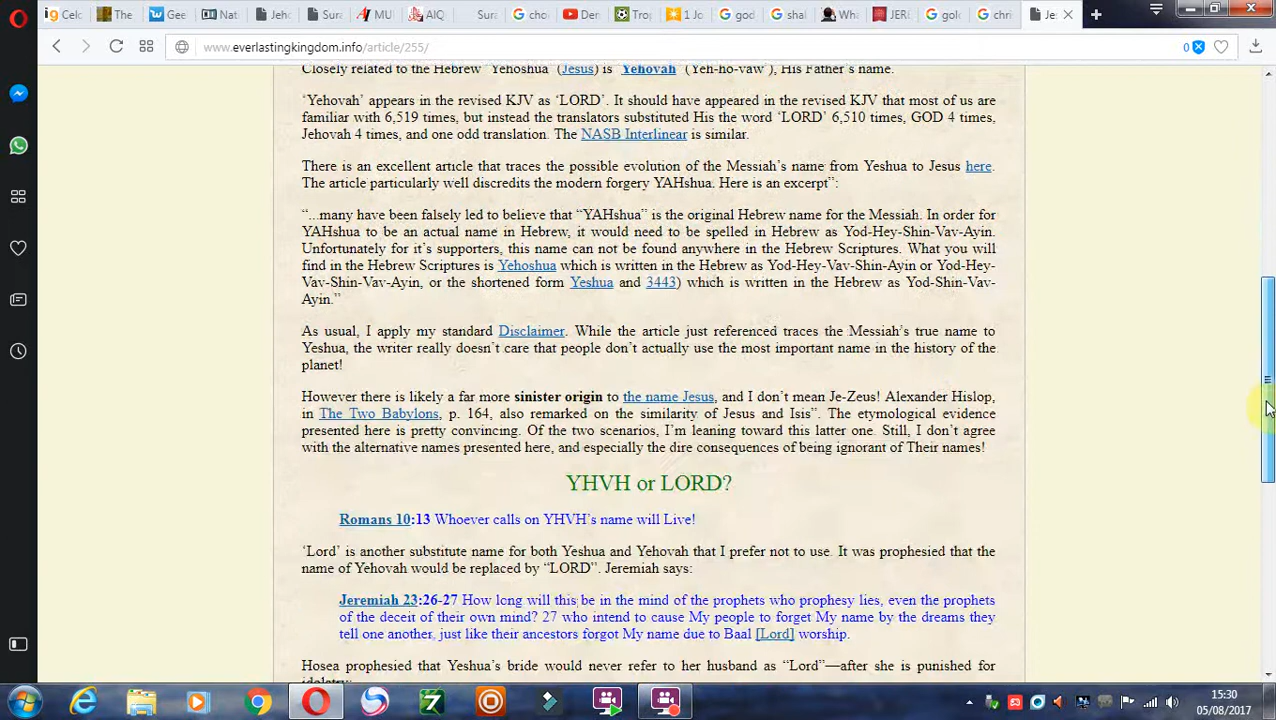 Celc
The
Gee
Nati
Jeho
Sura
MU
AIQ
Sura
cho
Der
Trop
1 Jo
god
shal
Wha
JERE
gole
chri
Je:
www.everlastingkingdom.info/article/255/
0
Closely related to the Hebrew 'Yehoshua' (Jesus) is 'Yehovah' (Yeh-ho-vaw'), His Father's name.
'Yehovah' appears in the revised KJV as 'LORD'. It should have appeared in the revised KJV that most of us are
familiar with 6,519 times, but instead the translators substituted His the word 'LORD' 6,510 times, GOD 4 times,
Jehovah 4 times, and one odd translation. The NASB Interlinear is similar.
There is an excellent article that traces the possible evolution of the Messiah's name from Yeshua to Jesus here.
The article particularly well discredits the modern forgery YAHshua. Here is an excerpt":
"...many have been falsely led to believe that "YAHshua" is the original Hebrew name for the Messiah. In order for
YAHshua to be an actual name in Hebrew, it would need to be spelled in Hebrew as Yod-Hey-Shin-Vav-Ayin.
Unfortunately for it's supporters, this name can not be found anywhere in the Hebrew Scriptures. What you will
find in the Hebrew Scriptures is Yehoshua which is written in the Hebrew as Yod-Hey-Vav-Shin-Ayin or Yod-Hey-
Vav-Shin-Vav-Ayin, or the shortened form Yeshua and 3443) which is written in the Hebrew as Yod-Shin-Vav-
Ayin."
As usual, I apply my standard Disclaimer. While the article just referenced traces the Messiah's true name to
Yeshua, the writer really doesn't care that people don't actually use the most important name in the history of the
planet!
However there is likely a far more sinister origin to the name Jesus, and I don't mean Je-Zeus! Alexander Hislop,
in The Two Babylons, p. 164, also remarked on the similarity of Jesus and Isis". The etymological evidence
presented here is pretty convincing. Of the two scenarios, I'm leaning toward this latter one. Still, I don't agree
with the alternative names presented here, and especially the dire consequences of being ignorant of Their names!
YHVH or LORD?
Romans 10:13 Whoever calls on YHVH's name will Live!
'Lord' is another substitute name for both Yeshua and Yehovah that I prefer not to use. It was prophesied that the
name of Yehovah would be replaced by "LORD". Jeremiah says:
Jeremiah 23:26-27 How long will this be in the mind of the prophets who prophesy lies, even the prophets
of the deceit of their own mind? 27 who intend to cause My people to forget My name by the dreams they
tell one another, just like their ancestors forgot My name due to Baal [Lord] worship.
Hosea prophesied that Yeshua's bride would never refer to her husband as "Lord"—after she is punished for
idolatry:
15:30
05/08/2017